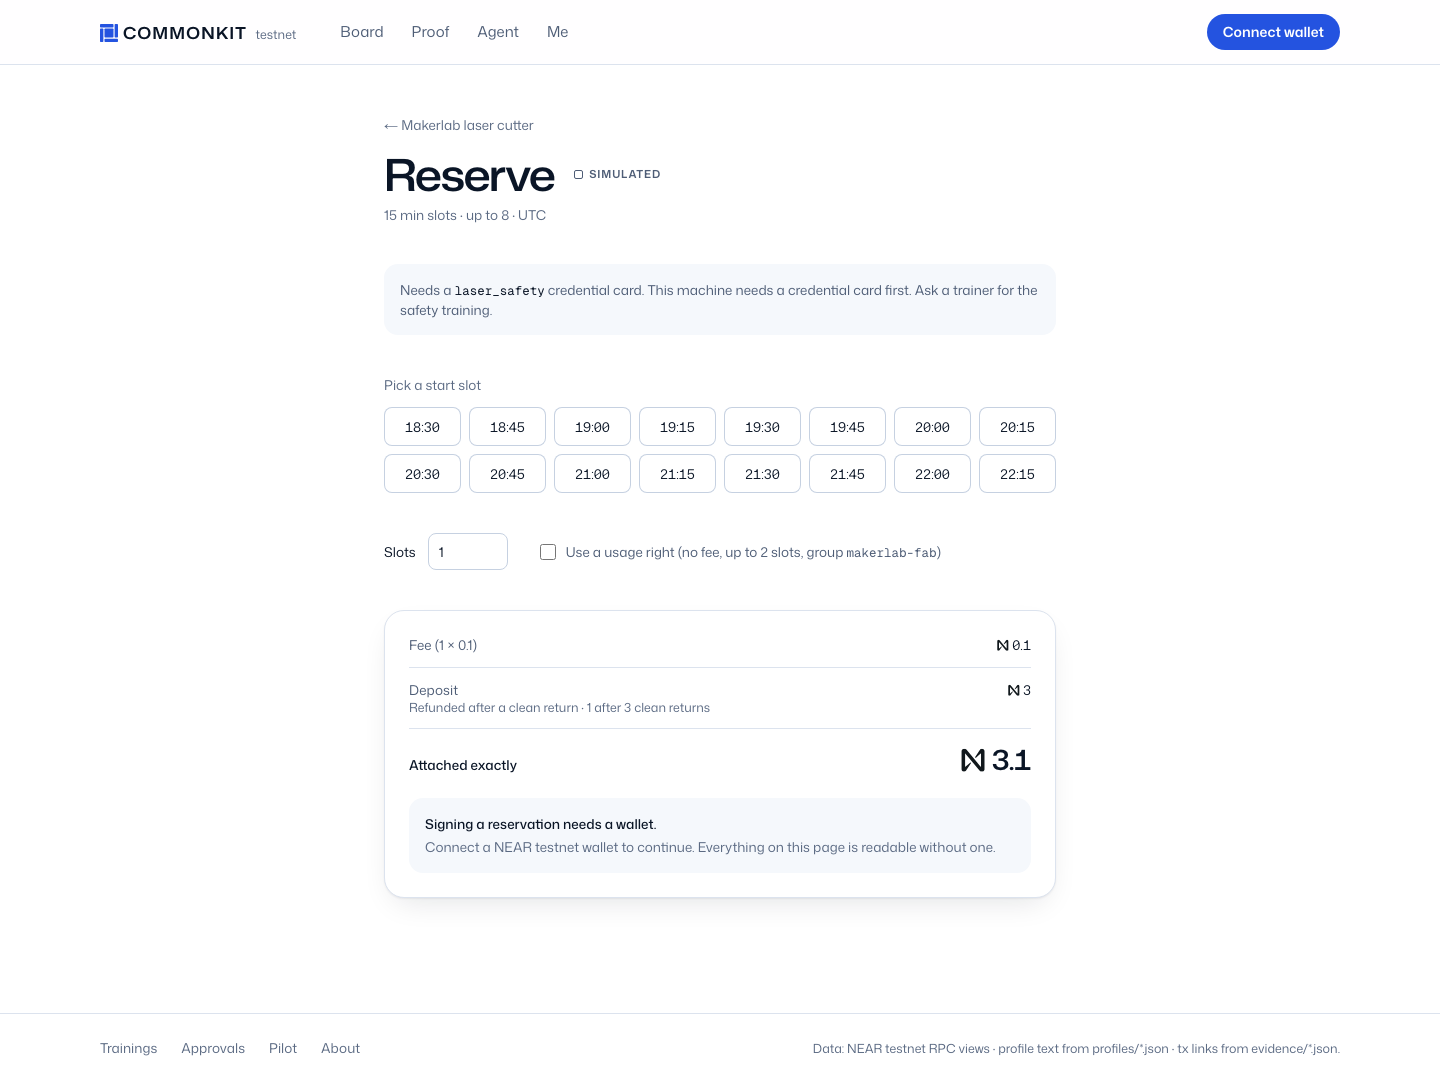 COMMONKIT testnet Board Proof Agent Me Connect wallet
← Makerlab laser cutter
Reserve SIMULATED
15 min slots · up to 8 · UTC
Needs a laser_safety credential card. This machine needs a credential card first. Ask a trainer for the
safety training.
Pick a start slot
18:30 18:45 19:00 19:15 19:30 19:45 20:00 20:15
20:30 20:45 21:00 21:15 21:30 21:45 22:00 22:15
Slots 1 Use a usage right (no fee, up to 2 slots, group makerlab-fab)
Fee (1 × 0.1) 0.1
Deposit 3
Refunded after a clean return · 1 after 3 clean returns
Attached exactly 3.1
Signing a reservation needs a wallet.
Connect a NEAR testnet wallet to continue. Everything on this page is readable without one.
Trainings Approvals Pilot About Data: NEAR testnet RPC views · profile text from profiles/*.json · tx links from evidence/*.json.